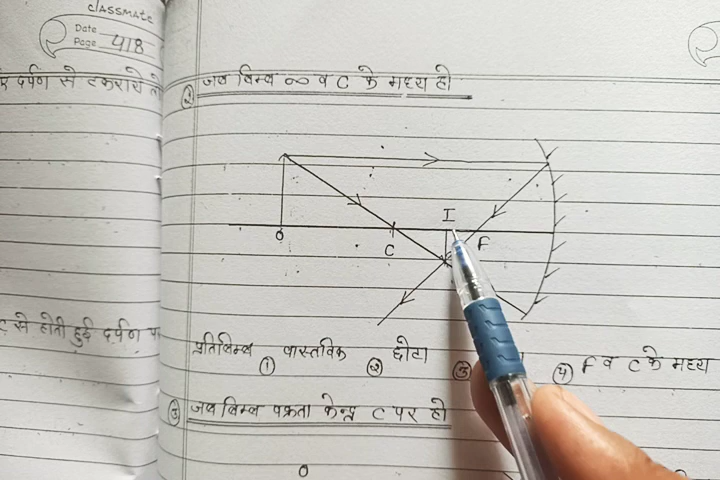 classmate
Date
Page 418
दर्पण से टकराये
② जब बिम्ब ∞ व C के मध्य हो
I
O
C
F
C से होती हुई दर्पण
प्रतिबिम्ब ① वास्तविक ② छोटा ③ ④ F व C के मध्य
③ जब बिम्ब वक्रता केन्द्र C पर हो